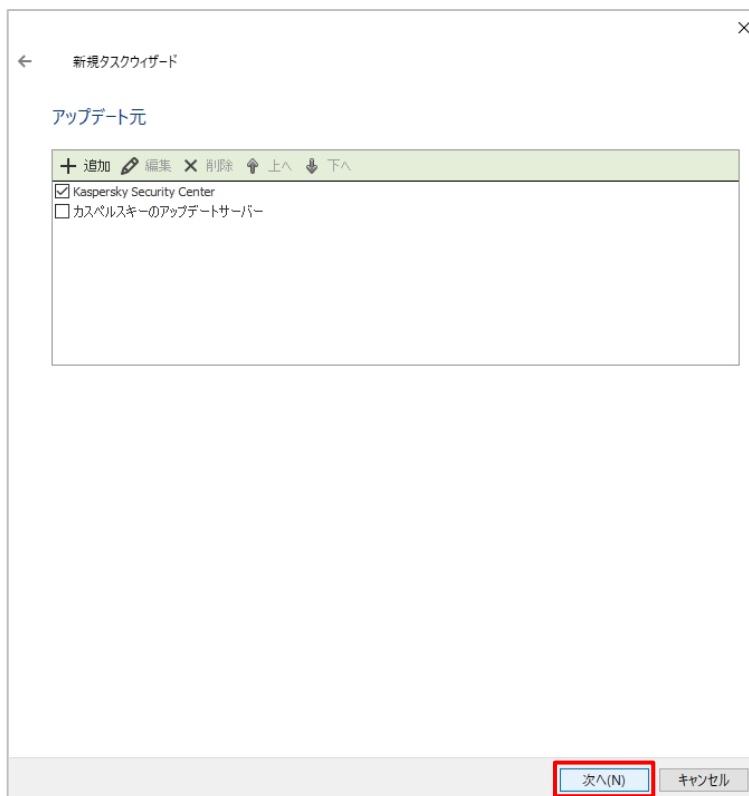 新規タスクウィザード
アップデート元
追加 編集 削除 上へ 下へ
Kaspersky Security Center
カスペルスキーのアップデートサーバー
次へ(N) キャンセル